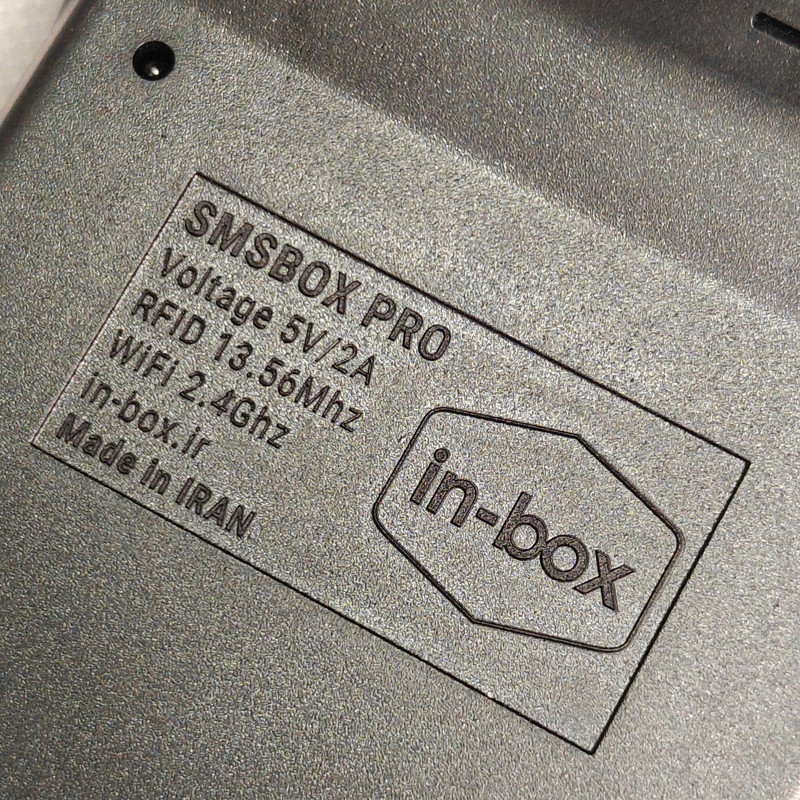 SMSBOX PRO
Voltage 5V/2A
RFID 13.56Mhz
WiFi 2.4Ghz
in-box.ir
Made in IRAN
in-box